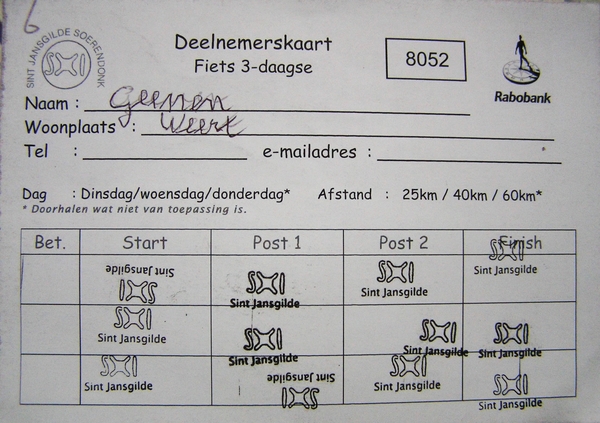 6
SINT JANSGILDE SOERENDONK
Deelnemerskaart
Fiets 3-daagse
8052
Rabobank
Naam : Geenen
Woonplaats : Weert
Tel : e-mailadres :
Dag : Dinsdag/woensdag/donderdag* Afstand : 25km / 40km / 60km*
* Doorhalen wat niet van toepassing is.
Bet. Start Post 1 Post 2 Finish
Sint Jansgilde Sint Jansgilde Sint Jansgilde Sint Jansgilde
Sint Jansgilde Sint Jansgilde Sint Jansgilde Sint Jansgilde
Sint Jansgilde Sint Jansgilde Sint Jansgilde Sint Jansgilde